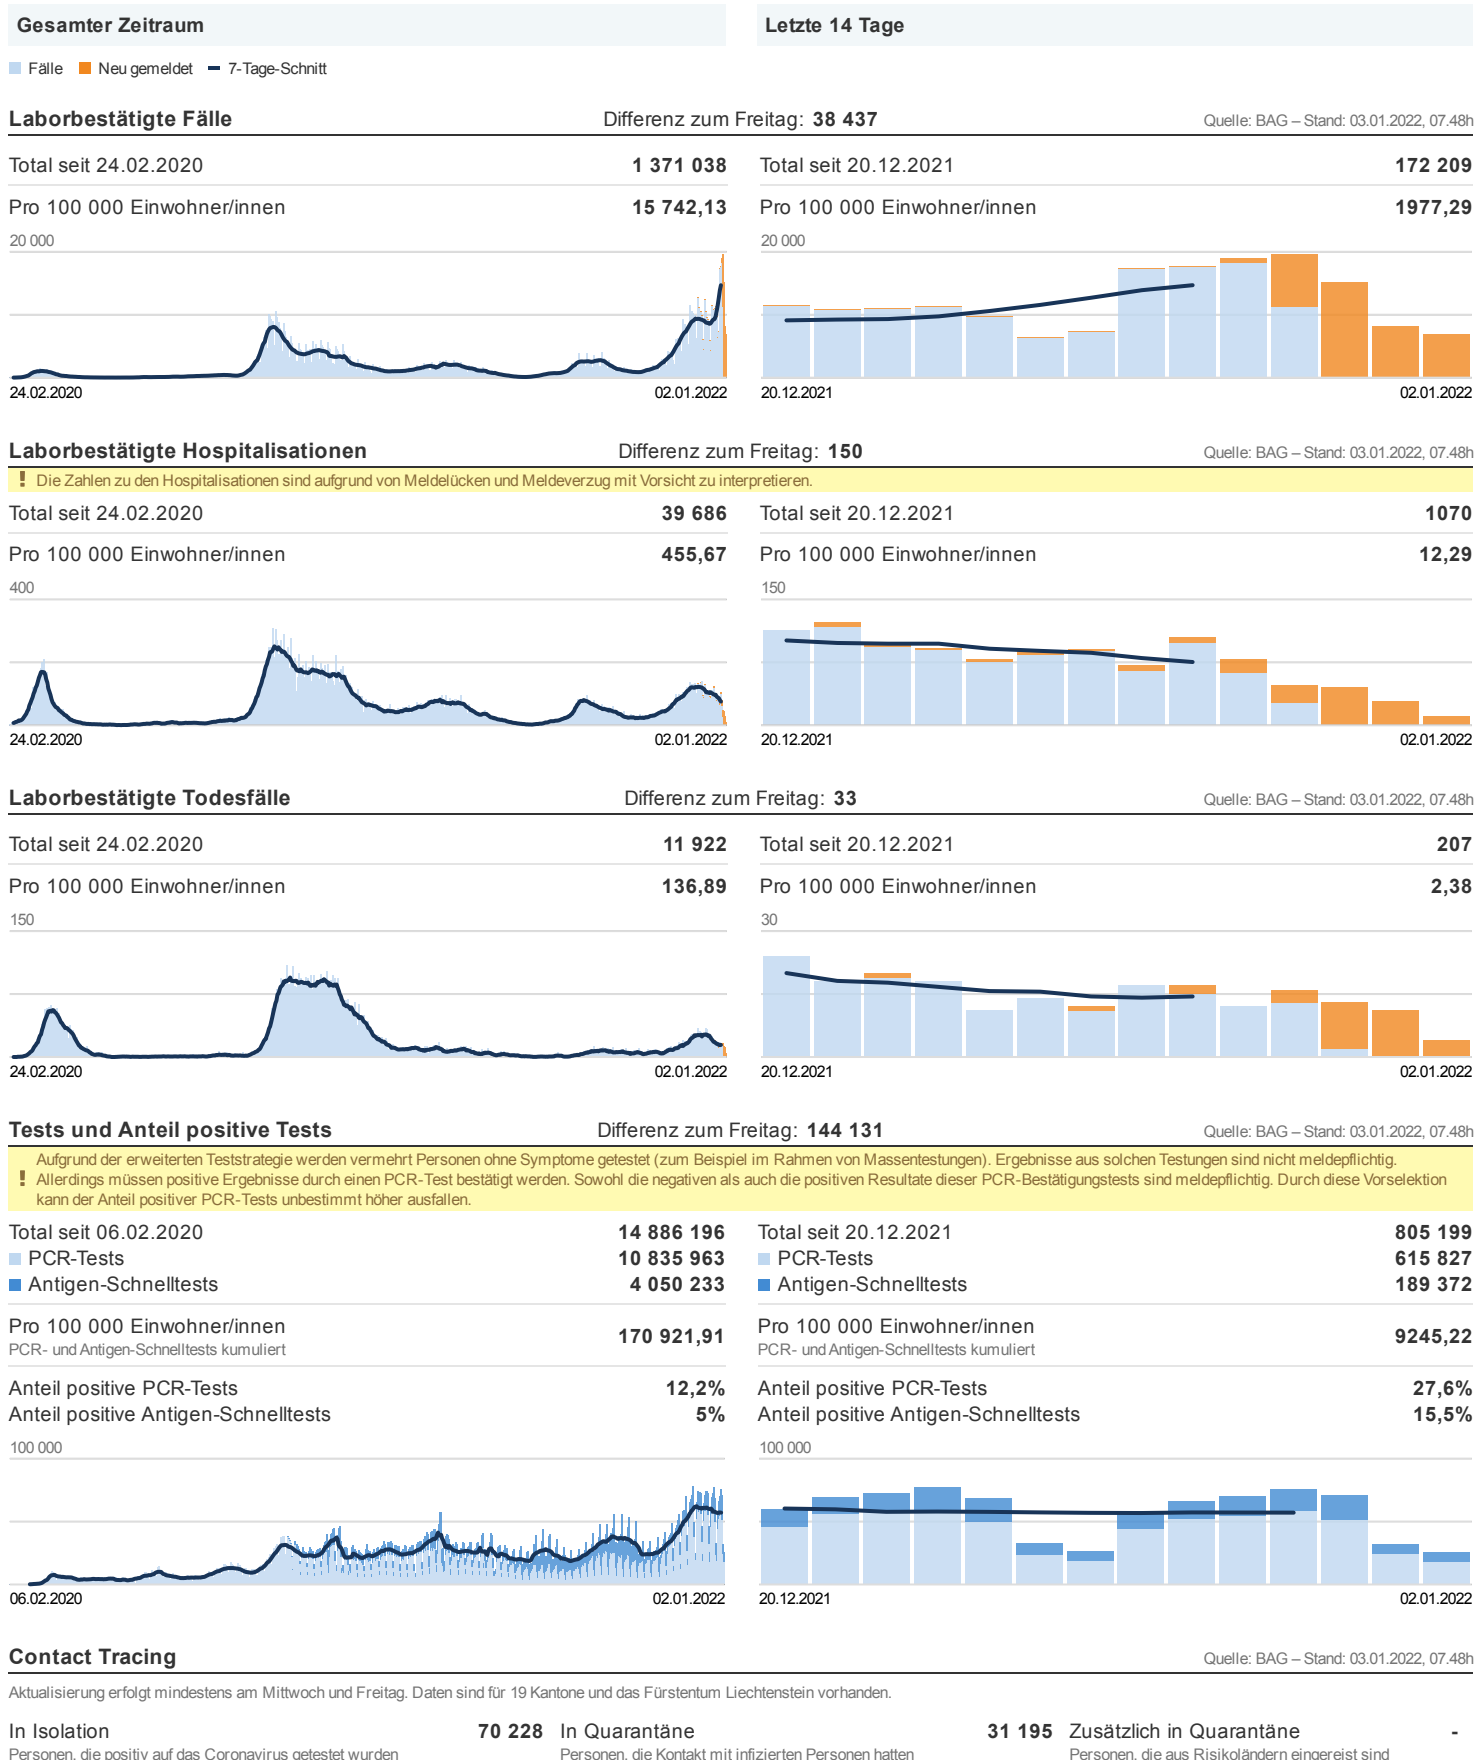 Gesamter Zeitraum
Letzte 14 Tage
Fälle Neu gemeldet 7-Tage-Schnitt
Laborbestätigte Fälle Differenz zum Freitag: 38 437 Quelle: BAG – Stand: 03.01.2022, 07.48h
Total seit 24.02.2020 1 371 038
Pro 100 000 Einwohner/innen 15 742,13
20 000
24.02.2020 02.01.2022
Total seit 20.12.2021 172 209
Pro 100 000 Einwohner/innen 1977,29
20 000
20.12.2021 02.01.2022
Laborbestätigte Hospitalisationen Differenz zum Freitag: 150 Quelle: BAG – Stand: 03.01.2022, 07.48h
! Die Zahlen zu den Hospitalisationen sind aufgrund von Meldelücken und Meldeverzug mit Vorsicht zu interpretieren.
Total seit 24.02.2020 39 686
Pro 100 000 Einwohner/innen 455,67
400
24.02.2020 02.01.2022
Total seit 20.12.2021 1070
Pro 100 000 Einwohner/innen 12,29
150
20.12.2021 02.01.2022
Laborbestätigte Todesfälle Differenz zum Freitag: 33 Quelle: BAG – Stand: 03.01.2022, 07.48h
Total seit 24.02.2020 11 922
Pro 100 000 Einwohner/innen 136,89
150
24.02.2020 02.01.2022
Total seit 20.12.2021 207
Pro 100 000 Einwohner/innen 2,38
30
20.12.2021 02.01.2022
Tests und Anteil positive Tests Differenz zum Freitag: 144 131 Quelle: BAG – Stand: 03.01.2022, 07.48h
Aufgrund der erweiterten Teststrategie werden vermehrt Personen ohne Symptome getestet (zum Beispiel im Rahmen von Massentestungen). Ergebnisse aus solchen Testungen sind nicht meldepflichtig.
! Allerdings müssen positive Ergebnisse durch einen PCR-Test bestätigt werden. Sowohl die negativen als auch die positiven Resultate dieser PCR-Bestätigungstests sind meldepflichtig. Durch diese Vorselektion
kann der Anteil positiver PCR-Tests unbestimmt höher ausfallen.
Total seit 06.02.2020 14 886 196
PCR-Tests 10 835 963
Antigen-Schnelltests 4 050 233
Pro 100 000 Einwohner/innen 170 921,91
PCR- und Antigen-Schnelltests kumuliert
Anteil positive PCR-Tests 12,2%
Anteil positive Antigen-Schnelltests 5%
100 000
06.02.2020 02.01.2022
Total seit 20.12.2021 805 199
PCR-Tests 615 827
Antigen-Schnelltests 189 372
Pro 100 000 Einwohner/innen 9245,22
PCR- und Antigen-Schnelltests kumuliert
Anteil positive PCR-Tests 27,6%
Anteil positive Antigen-Schnelltests 15,5%
100 000
20.12.2021 02.01.2022
Contact Tracing Quelle: BAG – Stand: 03.01.2022, 07.48h
Aktualisierung erfolgt mindestens am Mittwoch und Freitag. Daten sind für 19 Kantone und das Fürstentum Liechtenstein vorhanden.
In Isolation 70 228
Personen, die positiv auf das Coronavirus getestet wurden
In Quarantäne 31 195
Personen, die Kontakt mit infizierten Personen hatten
Zusätzlich in Quarantäne -
Personen, die aus Risikoländern eingereist sind